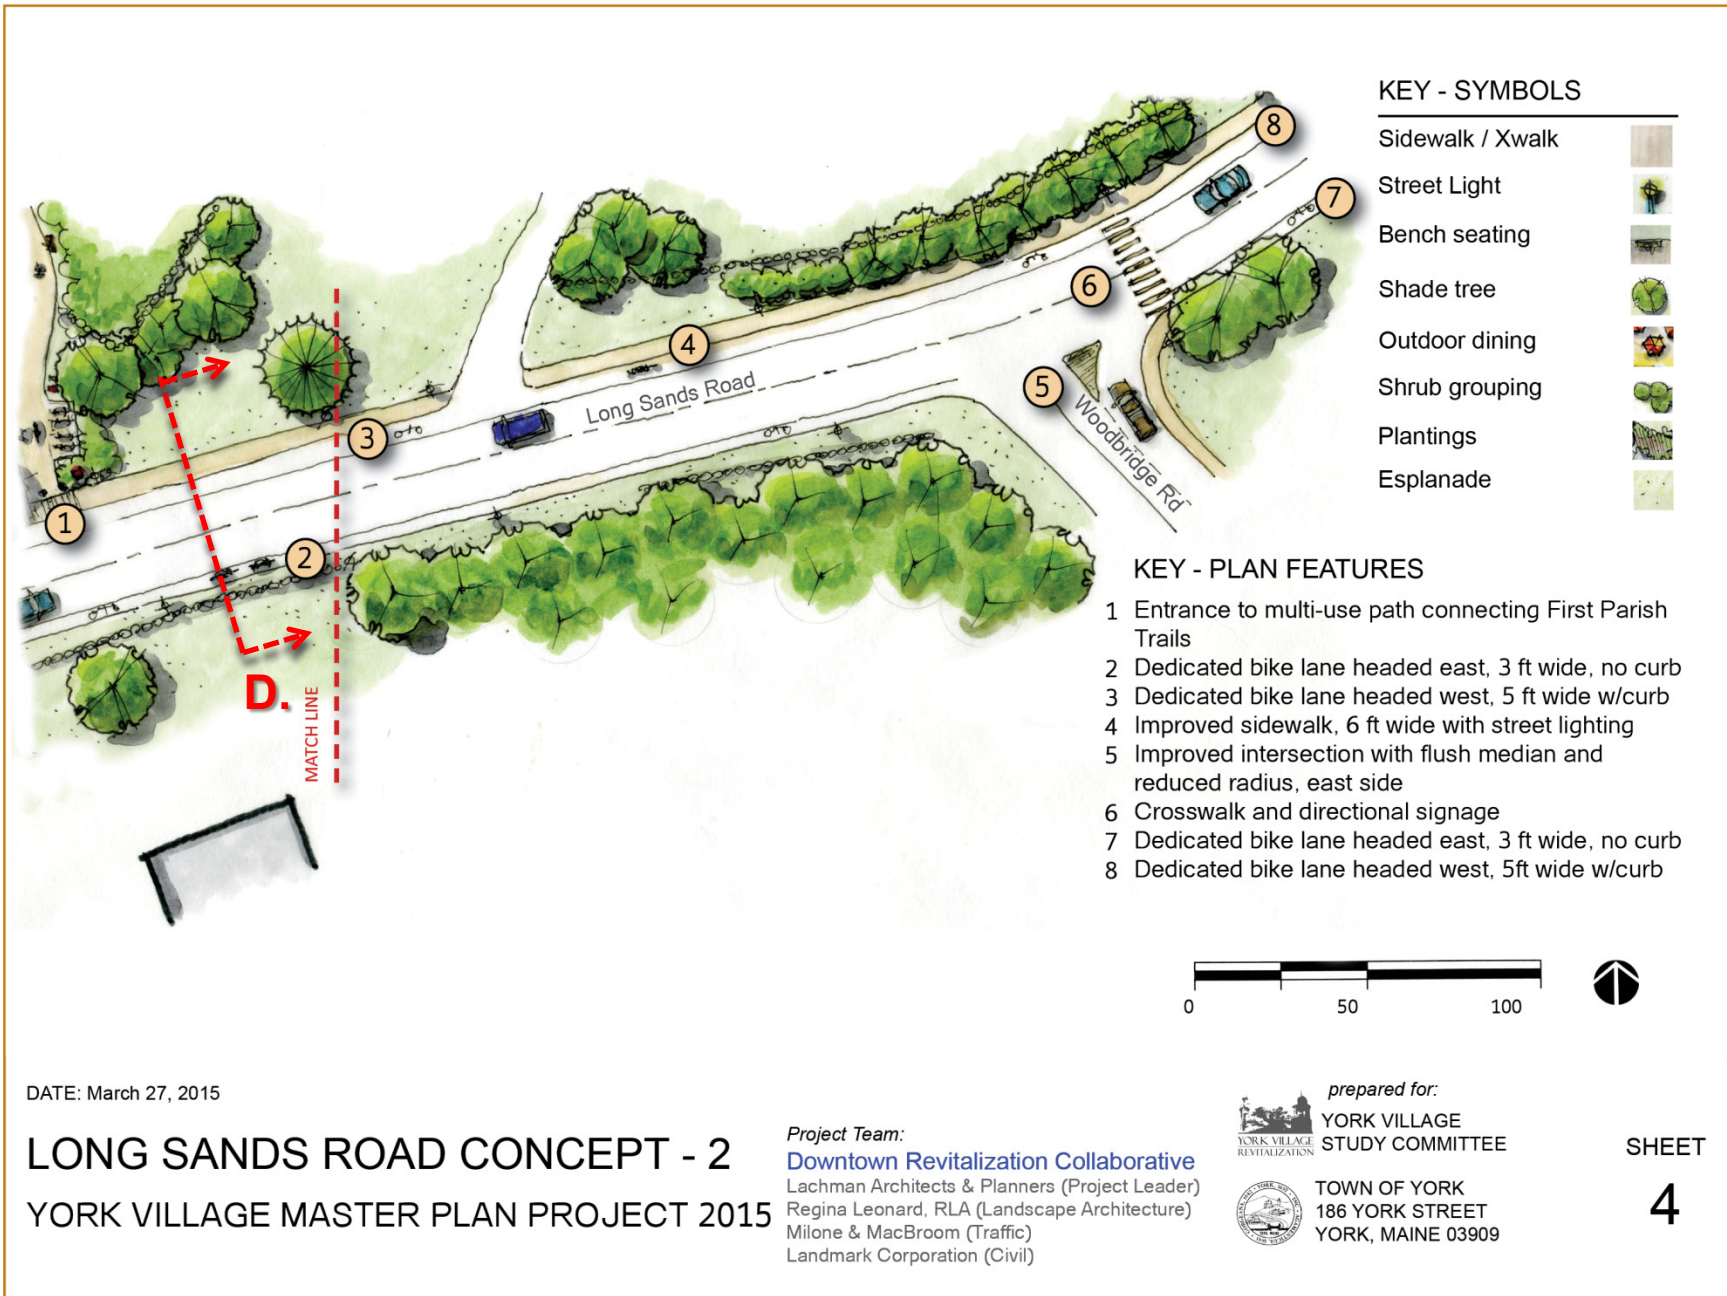 KEY - SYMBOLS
Sidewalk / Xwalk
Street Light
Bench seating
Shade tree
Outdoor dining
Shrub grouping
Plantings
Esplanade
8
7
6
5
4
3
2
1
Long Sands Road
Woodbridge Rd
D.
MATCH LINE
KEY - PLAN FEATURES
1 Entrance to multi-use path connecting First Parish
Trails
2 Dedicated bike lane headed east, 3 ft wide, no curb
3 Dedicated bike lane headed west, 5 ft wide w/curb
4 Improved sidewalk, 6 ft wide with street lighting
5 Improved intersection with flush median and
reduced radius, east side
6 Crosswalk and directional signage
7 Dedicated bike lane headed east, 3 ft wide, no curb
8 Dedicated bike lane headed west, 5ft wide w/curb
0 50 100
DATE: March 27, 2015
LONG SANDS ROAD CONCEPT - 2
YORK VILLAGE MASTER PLAN PROJECT 2015
Project Team:
Downtown Revitalization Collaborative
Lachman Architects & Planners (Project Leader)
Regina Leonard, RLA (Landscape Architecture)
Milone & MacBroom (Traffic)
Landmark Corporation (Civil)
prepared for:
YORK VILLAGE
REVITALIZATION
YORK VILLAGE
STUDY COMMITTEE
TOWN OF YORK
186 YORK STREET
YORK, MAINE 03909
SHEET
4